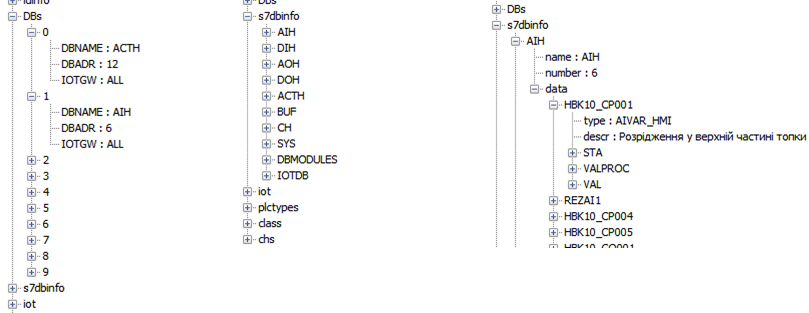 idinfo
DBs
0
DBNAME : ACTH
DBADR : 12
IOTGW : ALL
1
DBNAME : AIH
DBADR : 6
IOTGW : ALL
2
3
4
5
6
7
8
9
s7dbinfo
iot
DBs
s7dbinfo
AIH
DIH
AOH
DOH
ACTH
BUF
CH
SYS
DBMODULES
IOTDB
iot
plctypes
class
chs
DBs
s7dbinfo
AIH
name : AIH
number : 6
data
HBK10_CP001
type : AIVAR_HMI
descr : Розрідження у верхній частині топки
STA
VALPROC
VAL
REZAI1
HBK10_CP004
HBK10_CP005
HBK10_CQ001